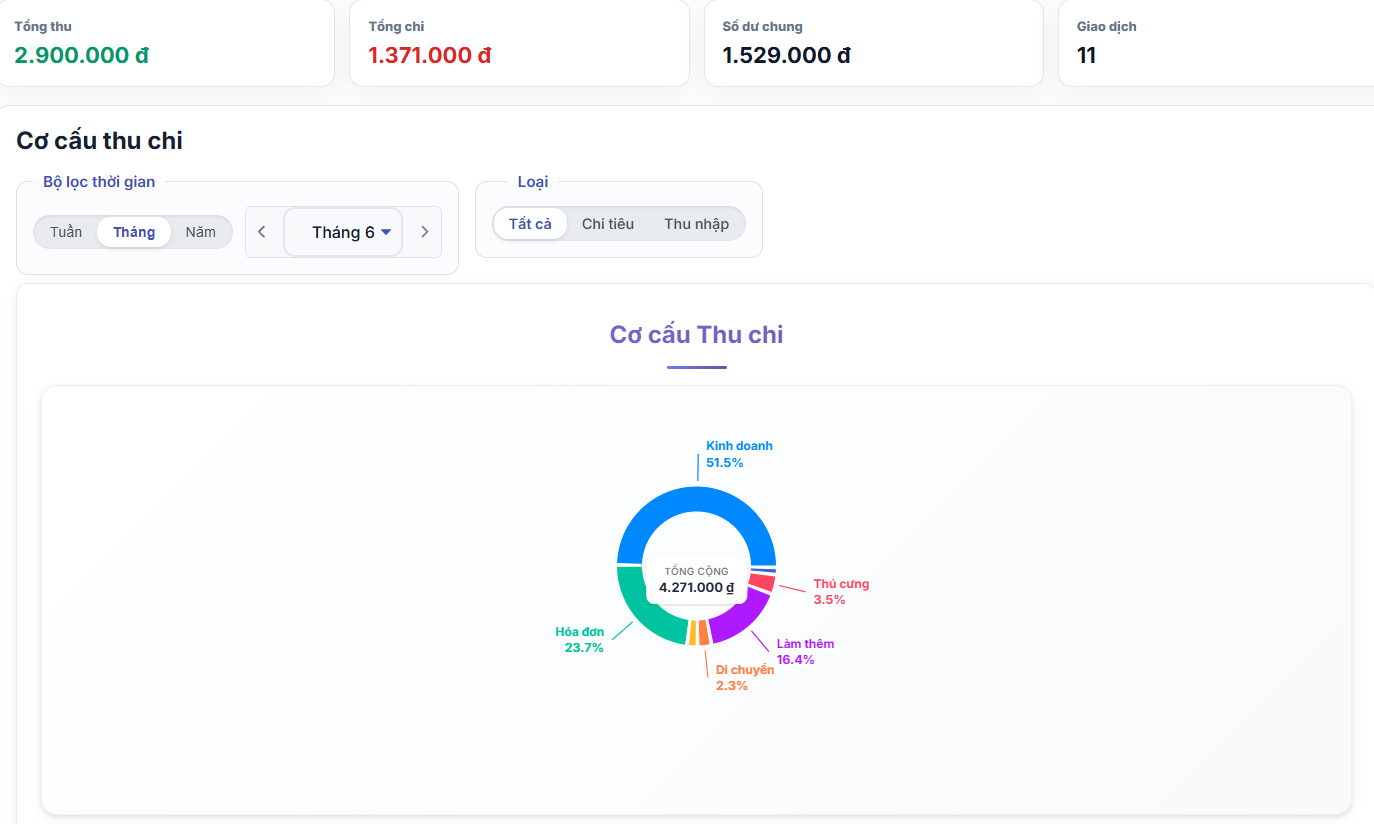 Tổng thu
2.900.000 đ
Tổng chi
1.371.000 đ
Số dư chung
1.529.000 đ
Giao dịch
11
Cơ cấu thu chi
Bộ lọc thời gian
Tuần
Tháng
Năm
Tháng 6
Loại
Tất cả
Chi tiêu
Thu nhập
Cơ cấu Thu chi
Kinh doanh
51.5%
TỔNG CỘNG
4.271.000 ₫
Thú cưng
3.5%
Hóa đơn
23.7%
Làm thêm
16.4%
Di chuyển
2.3%